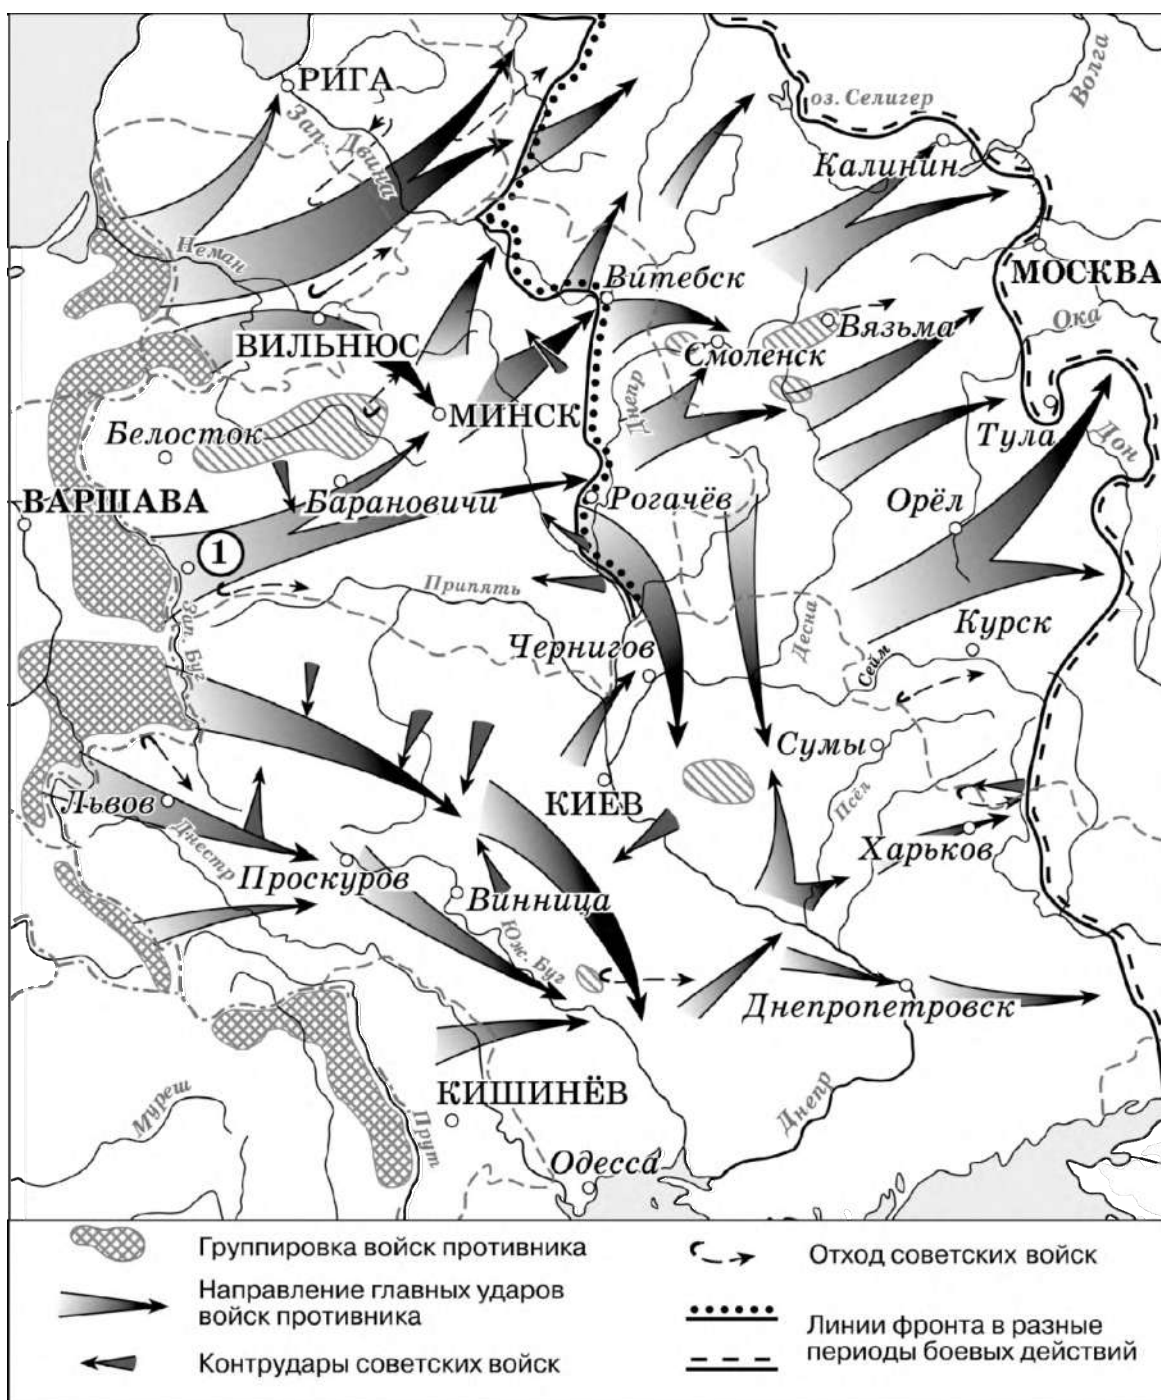 РИГА
Зап. Двина
оз. Селигер
Волга
Калинин
Неман
Витебск
МОСКВА
ВИЛЬНЮС
Вязьма
Ока
Смоленск
Днепр
МИНСК
Белосток
Тула
Дон
ВАРШАВА
Барановичи
Рогачёв
Орёл
1
Припять
Зап. Буг
Чернигов
Десна
Сейм
Курск
Сумы
Львов
КИЕВ
Псёл
Днестр
Проскуров
Харьков
Винница
Юж. Буг
Днепропетровск
КИШИНЁВ
Муреш
Прут
Днепр
Одесса
Группировка войск противника
Направление главных ударов
войск противника
Контрудары советских войск
Отход советских войск
Линии фронта в разные
периоды боевых действий